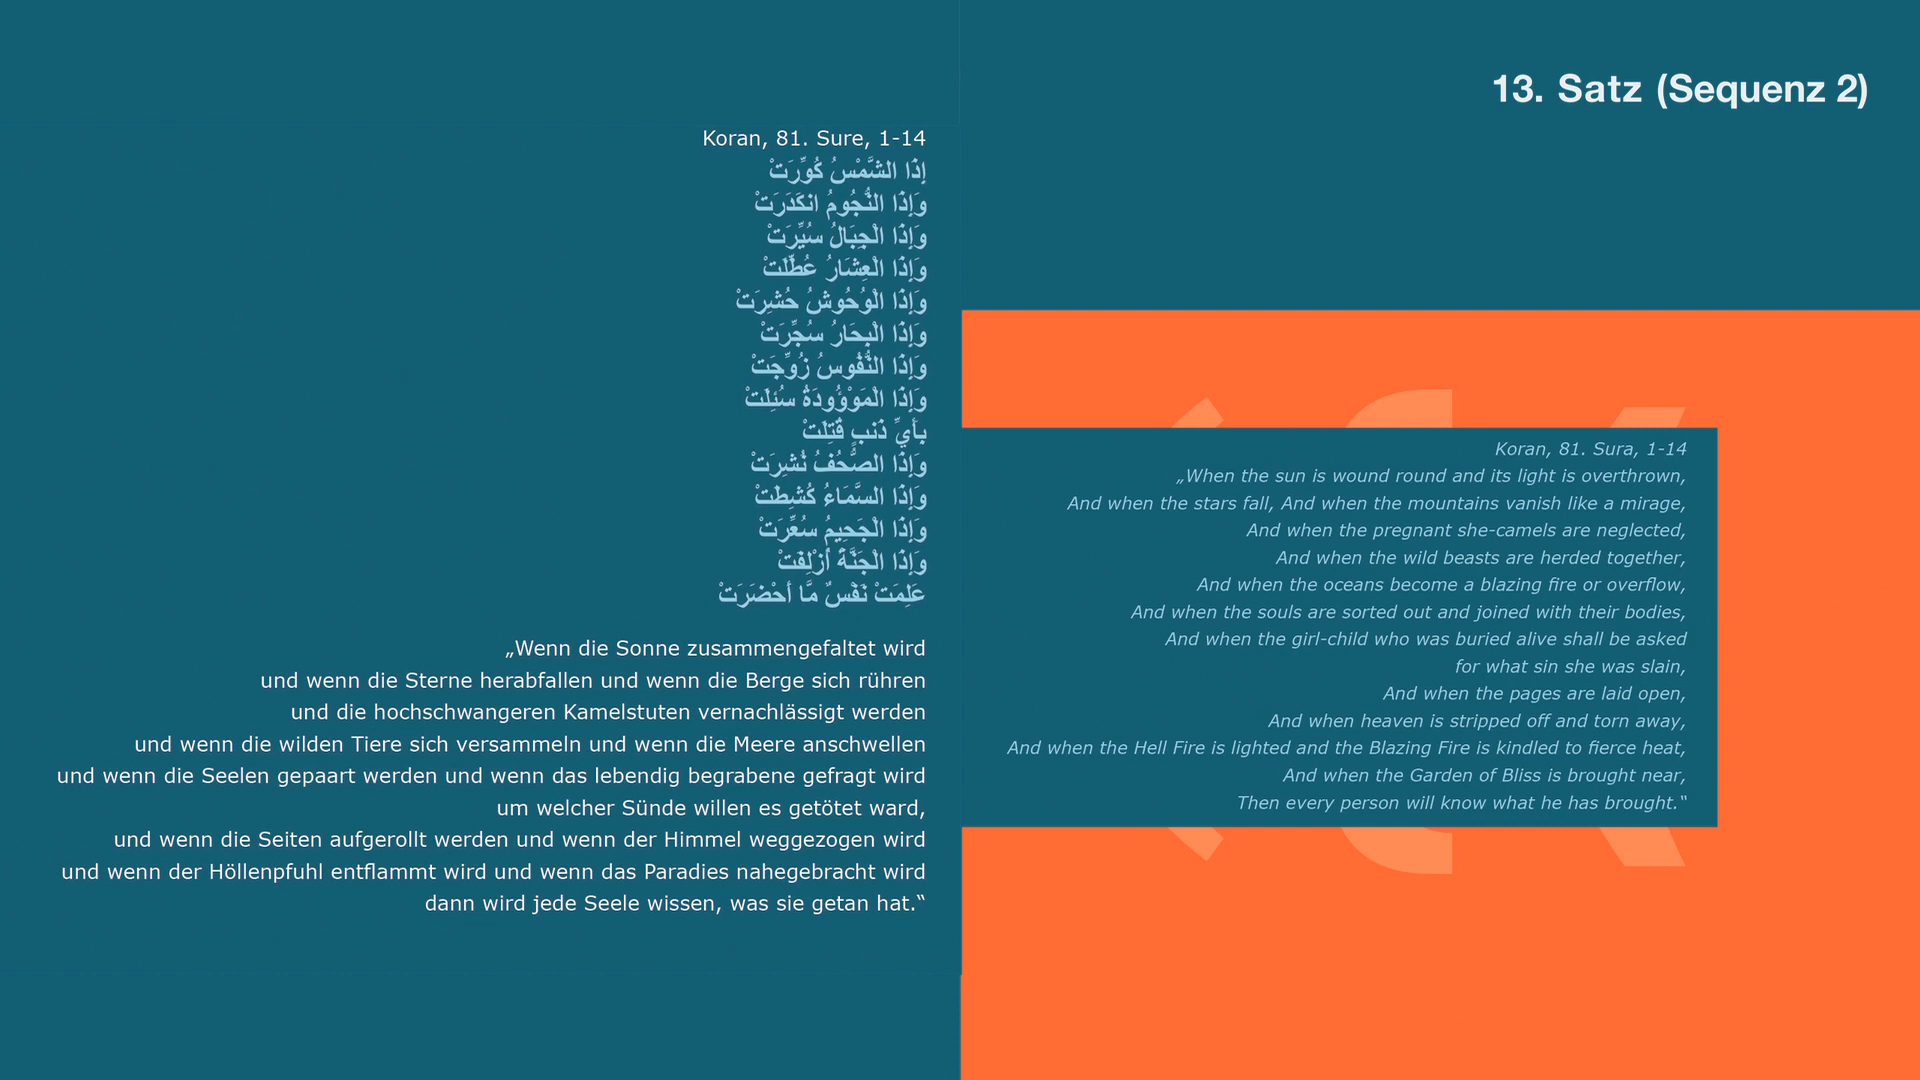 13. Satz (Sequenz 2)
Koran, 81. Sure, 1-14
إِذَا الشَّمْسُ كُوِّرَتْ
وَإِذَا النُّجُومُ انكَدَرَتْ
وَإِذَا الْجِبَالُ سُيِّرَتْ
وَإِذَا الْعِشَارُ عُطِّلَتْ
وَإِذَا الْوُحُوشُ حُشِرَتْ
وَإِذَا الْبِحَارُ سُجِّرَتْ
وَإِذَا النُّفُوسُ زُوِّجَتْ
وَإِذَا الْمَوْؤُودَةُ سُئِلَتْ
بِأَيِّ ذَنبٍ قُتِلَتْ
وَإِذَا الصُّحُفُ نُشِرَتْ
وَإِذَا السَّمَاءُ كُشِطَتْ
وَإِذَا الْجَحِيمُ سُعِّرَتْ
وَإِذَا الْجَنَّةُ أُزْلِفَتْ
عَلِمَتْ نَفْسٌ مَّا أَحْضَرَتْ
„Wenn die Sonne zusammengefaltet wird
und wenn die Sterne herabfallen und wenn die Berge sich rühren
und die hochschwangeren Kamelstuten vernachlässigt werden
und wenn die wilden Tiere sich versammeln und wenn die Meere anschwellen
und wenn die Seelen gepaart werden und wenn das lebendig begrabene gefragt wird
um welcher Sünde willen es getötet ward,
und wenn die Seiten aufgerollt werden und wenn der Himmel weggezogen wird
und wenn der Höllenpfuhl entflammt wird und wenn das Paradies nahegebracht wird
dann wird jede Seele wissen, was sie getan hat.“
Koran, 81. Sura, 1-14
„When the sun is wound round and its light is overthrown,
And when the stars fall, And when the mountains vanish like a mirage,
And when the pregnant she-camels are neglected,
And when the wild beasts are herded together,
And when the oceans become a blazing fire or overflow,
And when the souls are sorted out and joined with their bodies,
And when the girl-child who was buried alive shall be asked
for what sin she was slain,
And when the pages are laid open,
And when heaven is stripped off and torn away,
And when the Hell Fire is lighted and the Blazing Fire is kindled to fierce heat,
And when the Garden of Bliss is brought near,
Then every person will know what he has brought.“